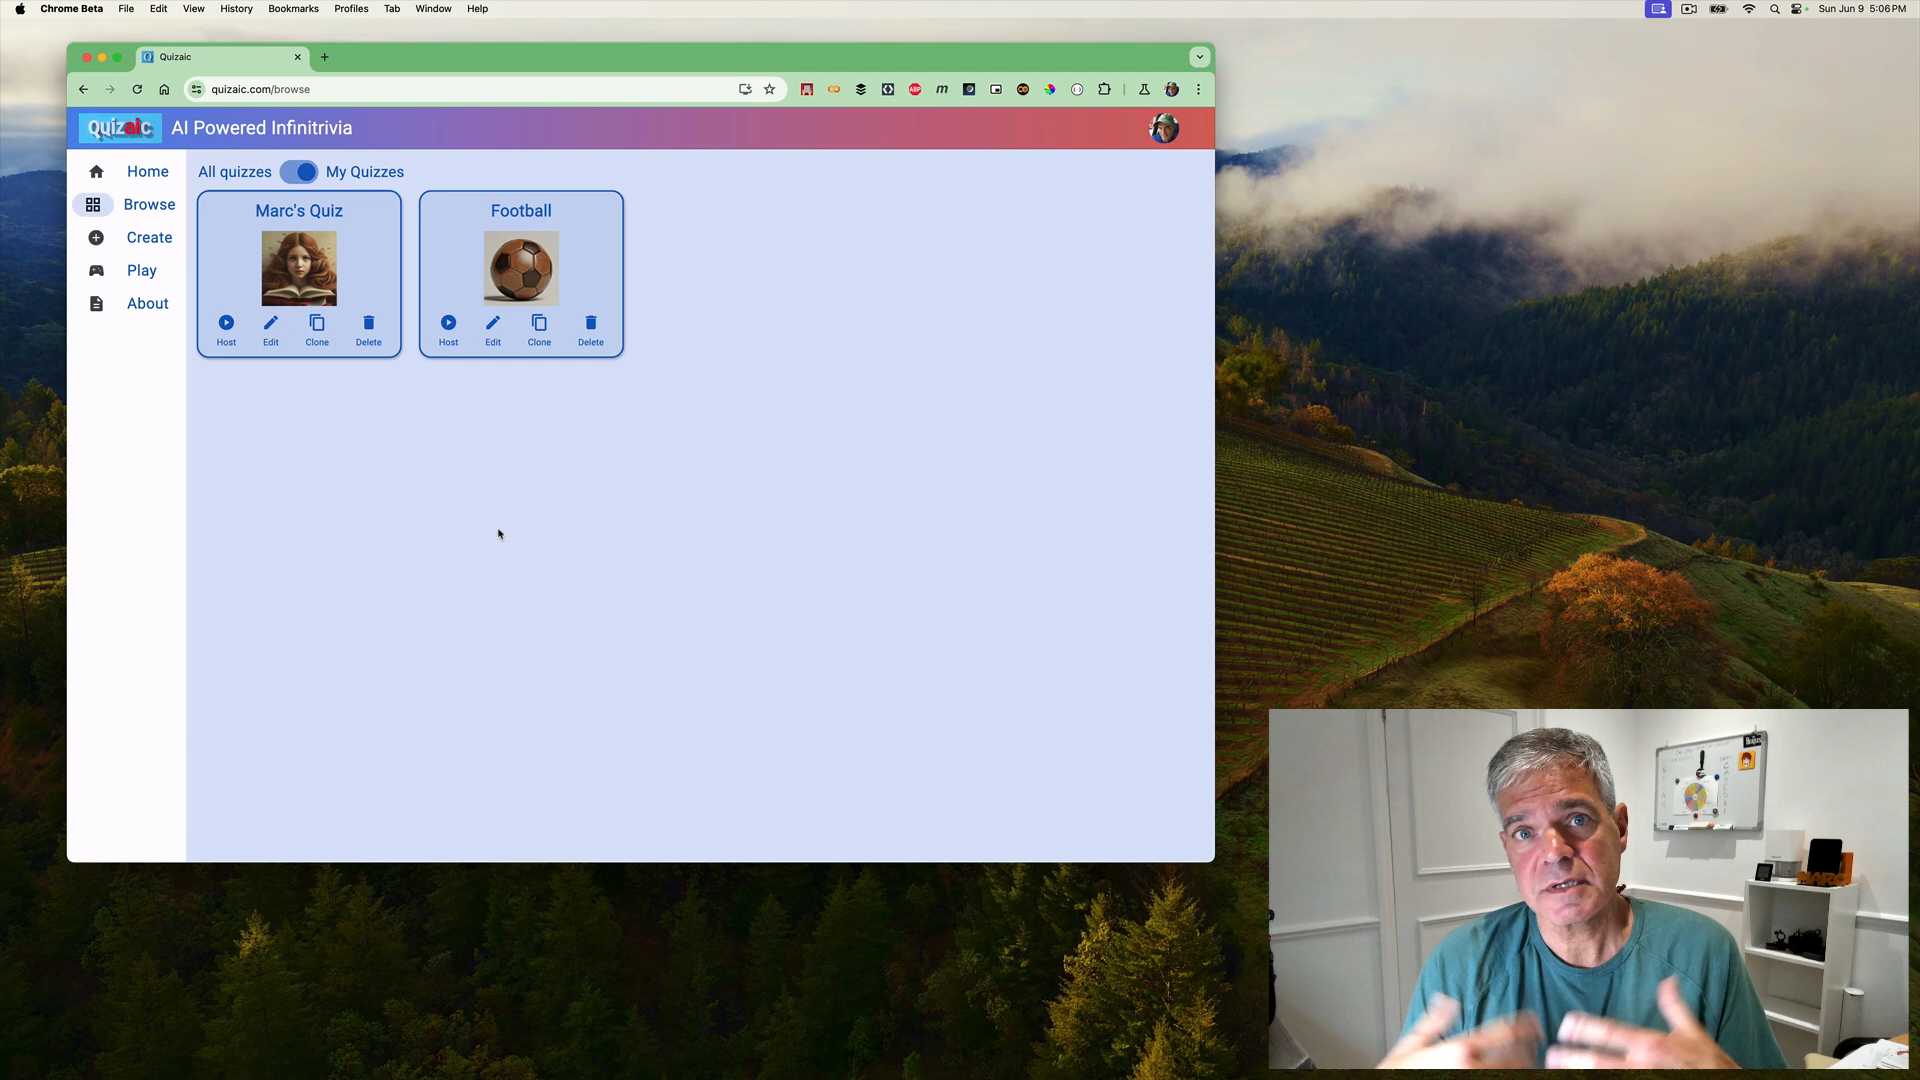 Chrome Beta File Edit View History Bookmarks Profiles Tab Window Help Sun Jun 9 5:06 PM
Quizaic
quizaic.com/browse
ABP
Quizaic AI Powered Infinitrivia
Home
Browse
Create
Play
About
All quizzes My Quizzes
Marc's Quiz Football
Host Edit Clone Delete Host Edit Clone Delete